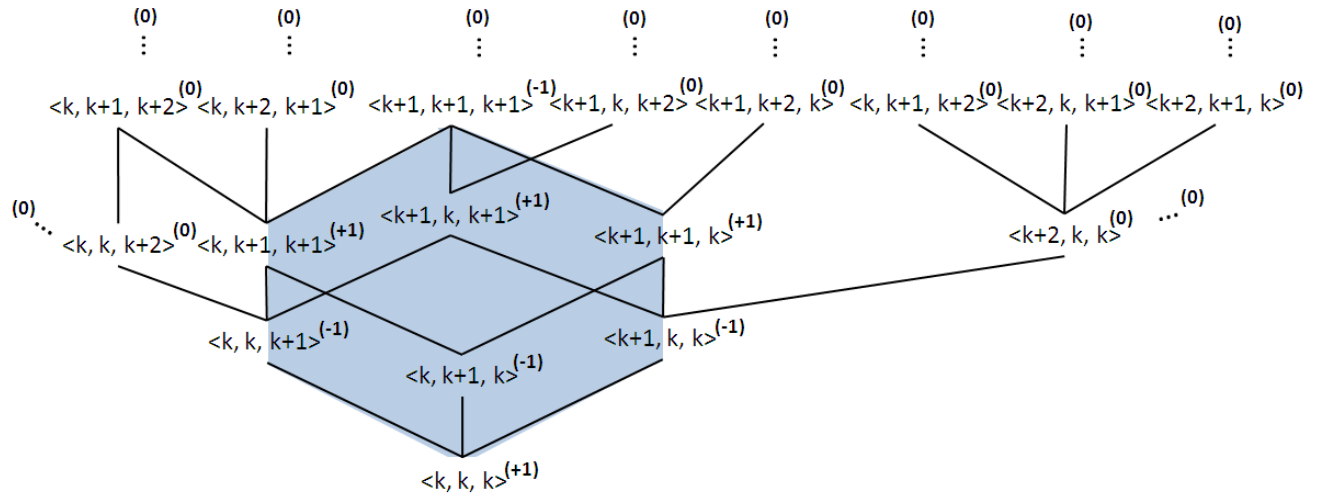 (0) (0) (0) (0) (0) (0) (0) (0)
<k, k+1, k+2>(0) <k, k+2, k+1>(0) <k+1, k+1, k+1>(-1) <k+1, k, k+2>(0) <k+1, k+2, k>(0) <k, k+1, k+2>(0) <k+2, k, k+1>(0) <k+2, k+1, k>(0)
<k+1, k, k+1>(+1)
(0)... <k, k, k+2>(0) <k, k+1, k+1>(+1) <k+1, k+1, k>(+1) <k+2, k, k>(0) ...(0)
<k, k, k+1>(-1) <k+1, k, k>(-1)
<k, k+1, k>(-1)
<k, k, k>(+1)